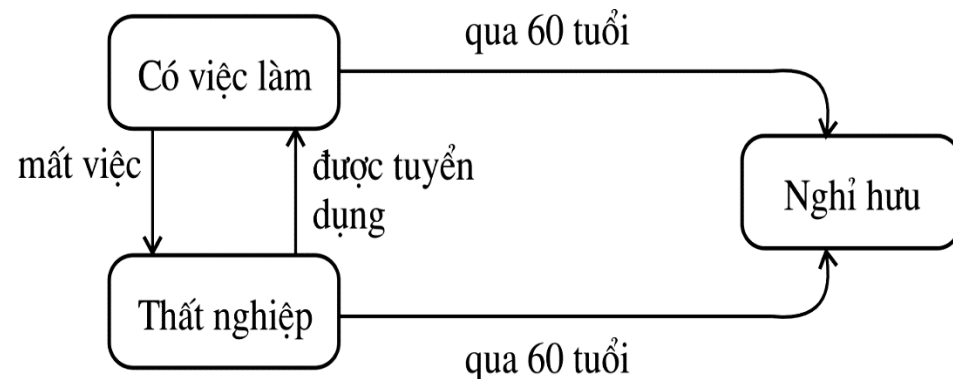 qua 60 tuổi
Có việc làm
mất việc
được tuyển
dụng
Nghỉ hưu
Thất nghiệp
qua 60 tuổi